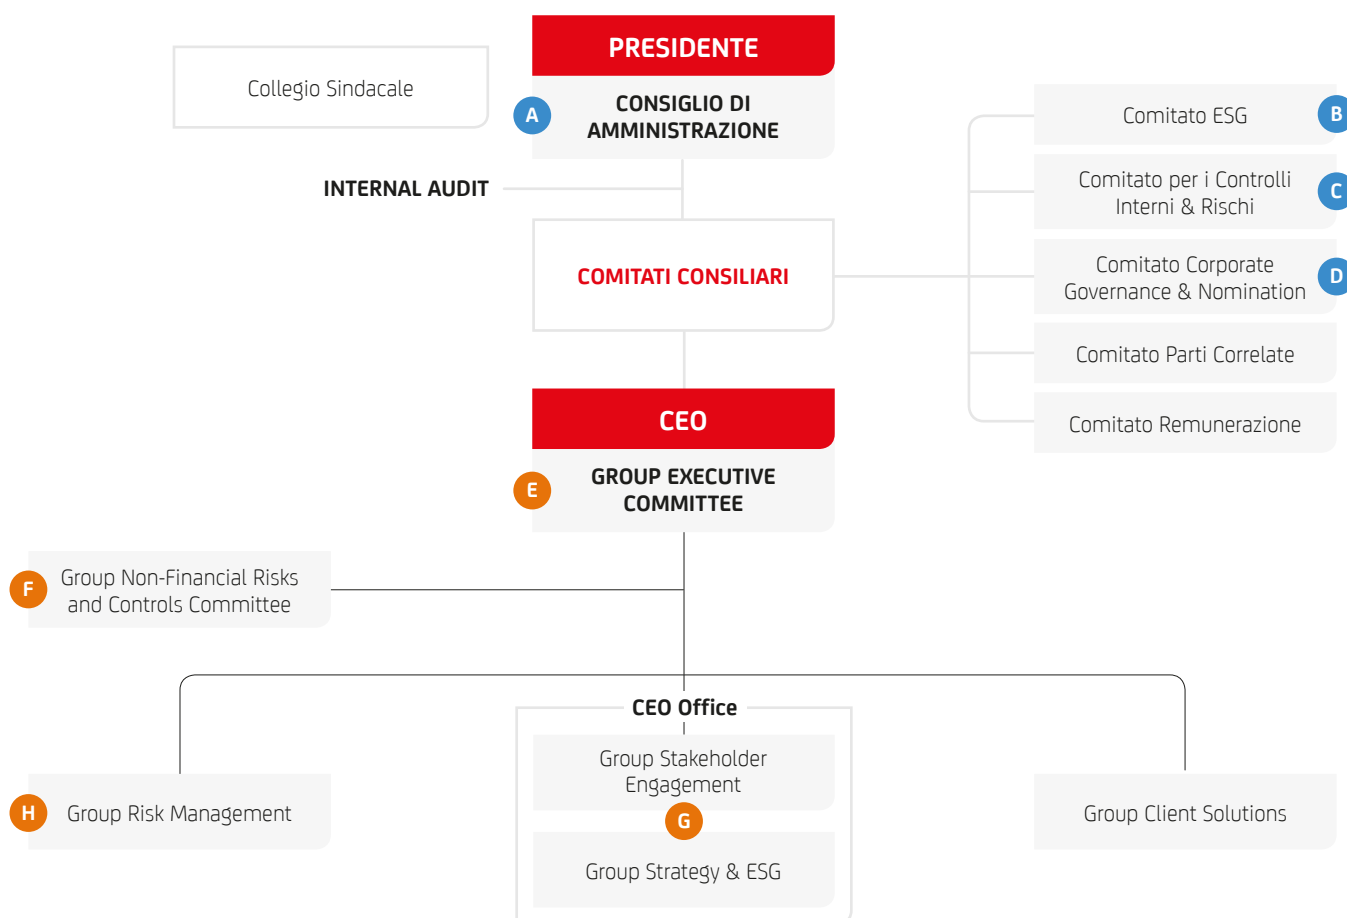 PRESIDENTE
Collegio Sindacale
A
CONSIGLIO DI
AMMINISTRAZIONE
INTERNAL AUDIT
COMITATI CONSILIARI
Comitato ESG
B
Comitato per i Controlli
Interni & Rischi
C
Comitato Corporate
Governance & Nomination
D
Comitato Parti Correlate
Comitato Remunerazione
CEO
E
GROUP EXECUTIVE
COMMITTEE
F
Group Non-Financial Risks
and Controls Committee
H
Group Risk Management
CEO Office
Group Stakeholder
Engagement
G
Group Strategy & ESG
Group Client Solutions